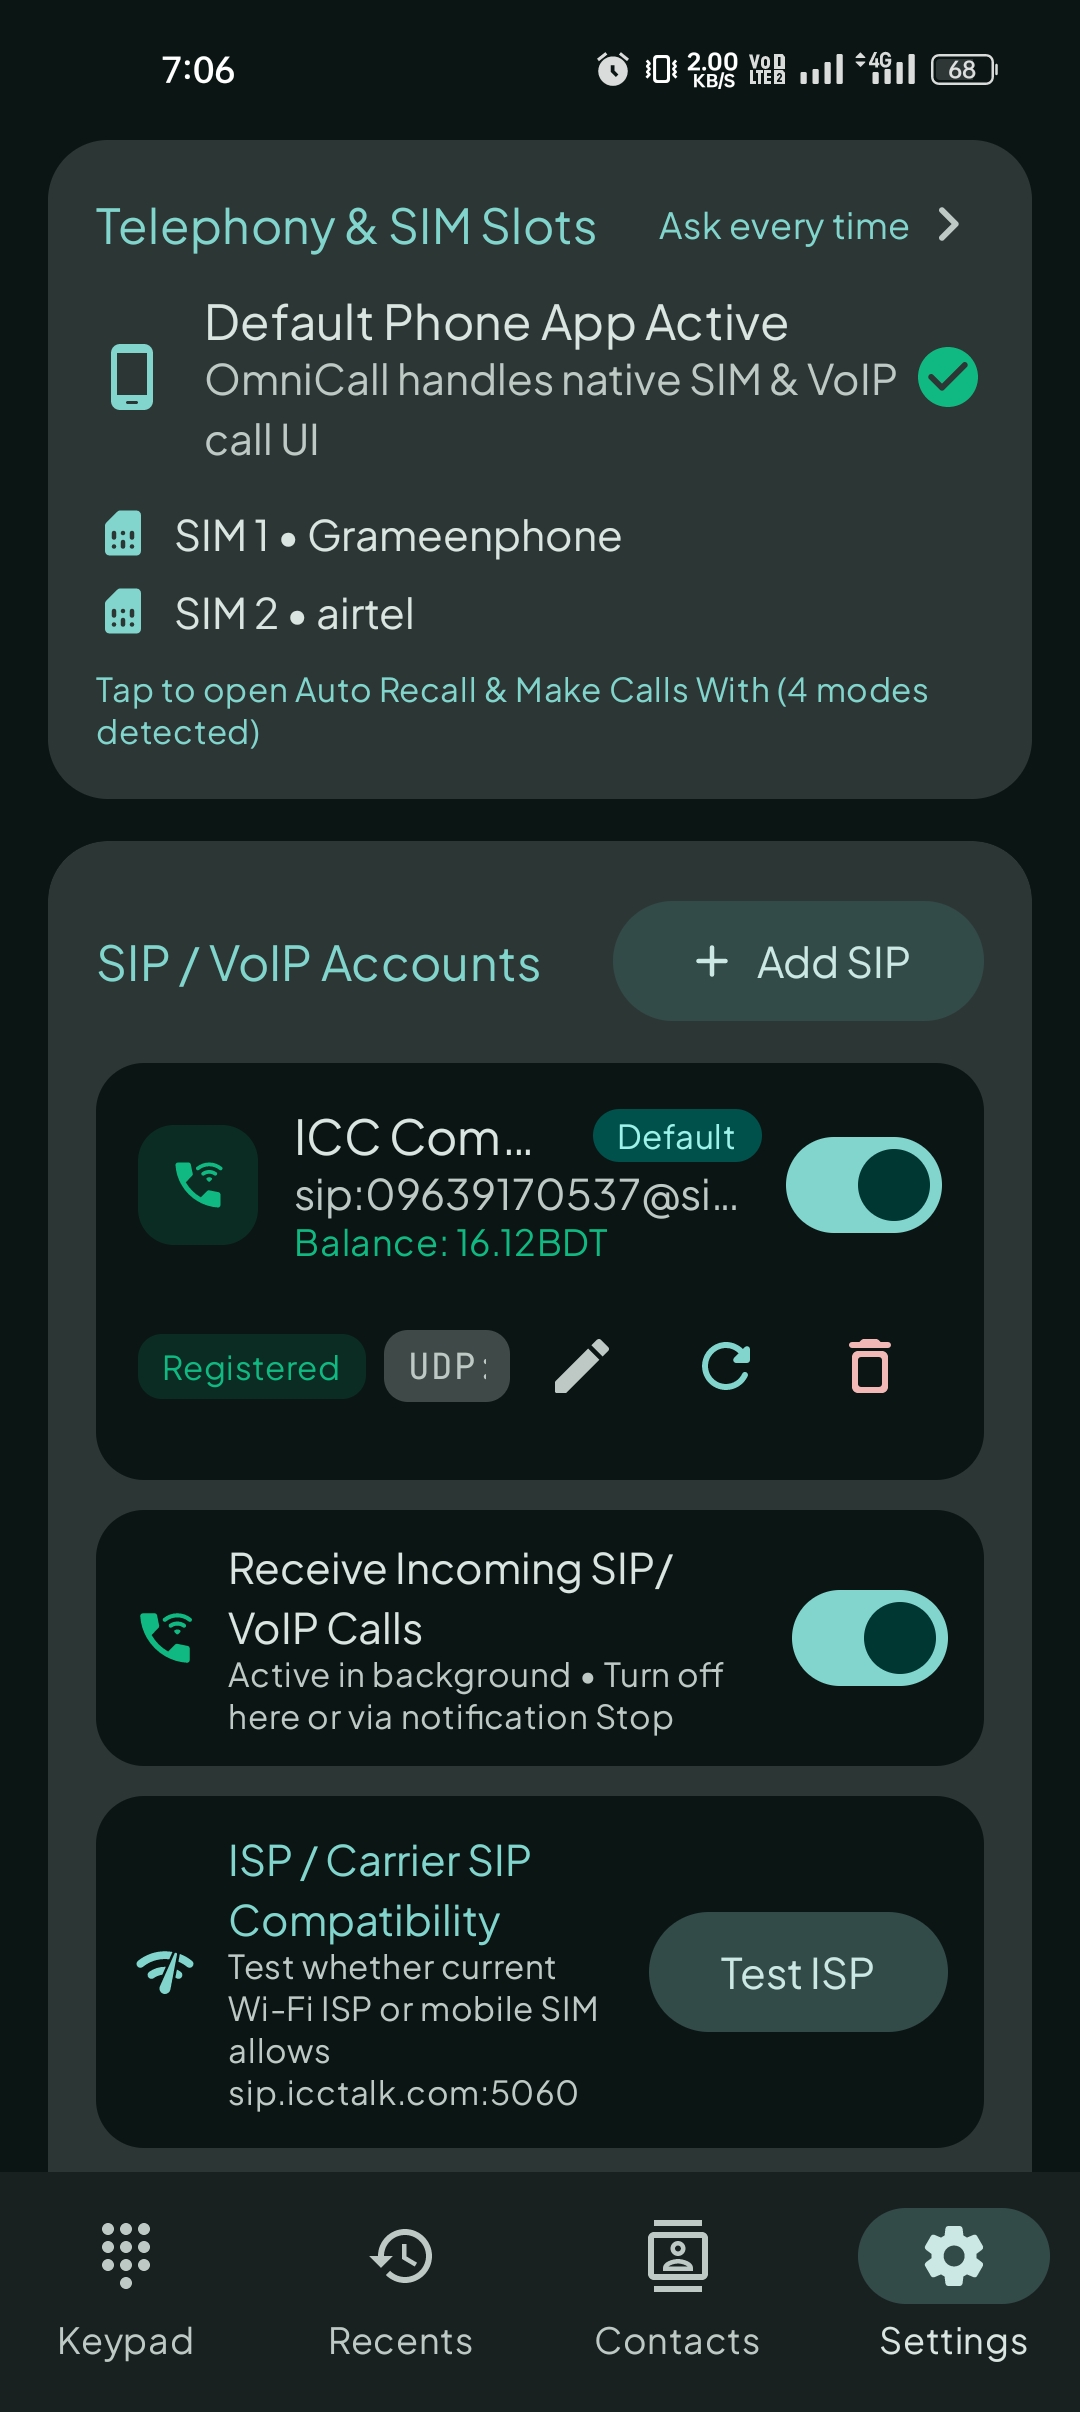 7:06
2.00 KB/S
Vo 1 LTE 2
4G
68
Telephony & SIM Slots
Ask every time
Default Phone App Active
OmniCall handles native SIM & VoIP
call UI
SIM 1 • Grameenphone
SIM 2 • airtel
Tap to open Auto Recall & Make Calls With (4 modes
detected)
SIP / VoIP Accounts
+ Add SIP
ICC Com...
Default
sip:09639170537@si...
Balance: 16.12BDT
Registered
UDP:
Receive Incoming SIP/
VoIP Calls
Active in background • Turn off
here or via notification Stop
ISP / Carrier SIP
Compatibility
Test whether current
Wi-Fi ISP or mobile SIM
allows
sip.icctalk.com:5060
Test ISP
Keypad
Recents
Contacts
Settings